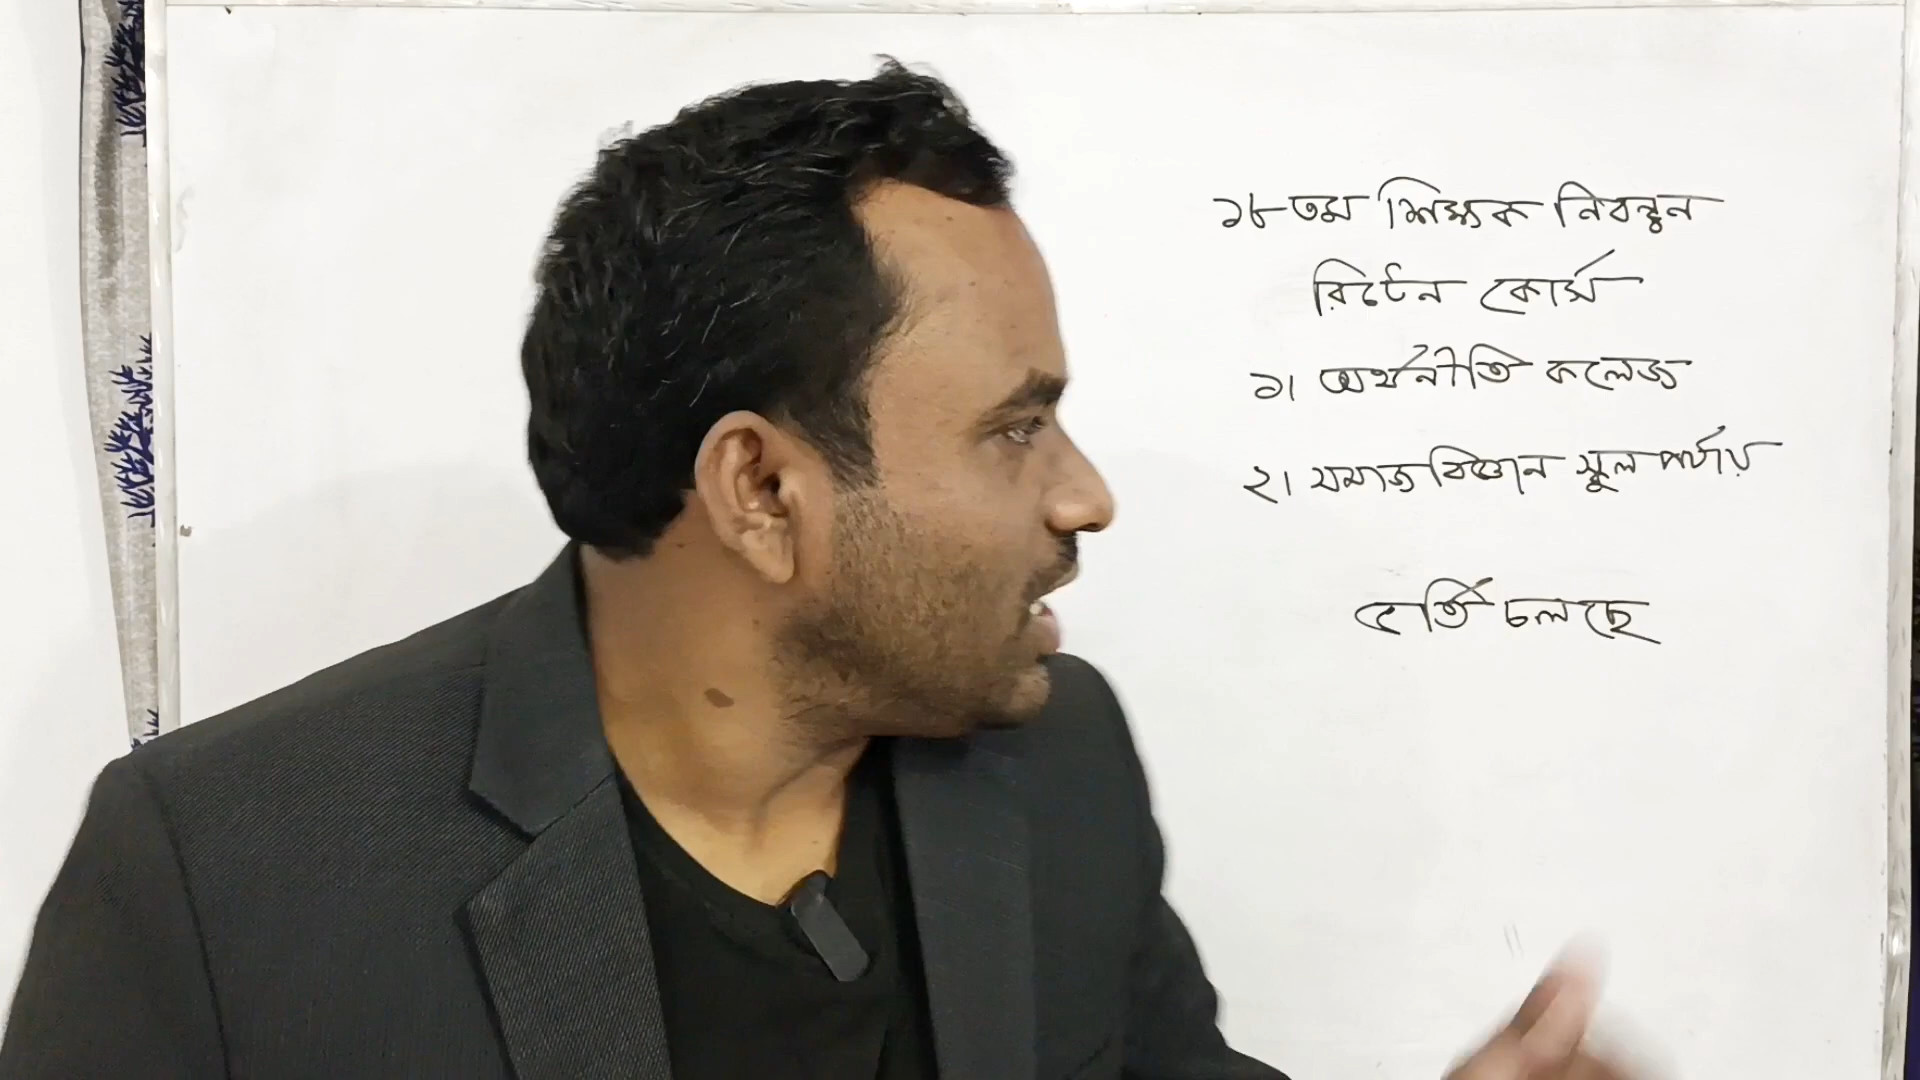 ১৮তম শিক্ষক নিবন্ধন
রিটেন কোর্স
১। অর্থনীতি কলেজ
২। সমাজবিজ্ঞান স্কুল পর্যায়
ভর্তি চলছে